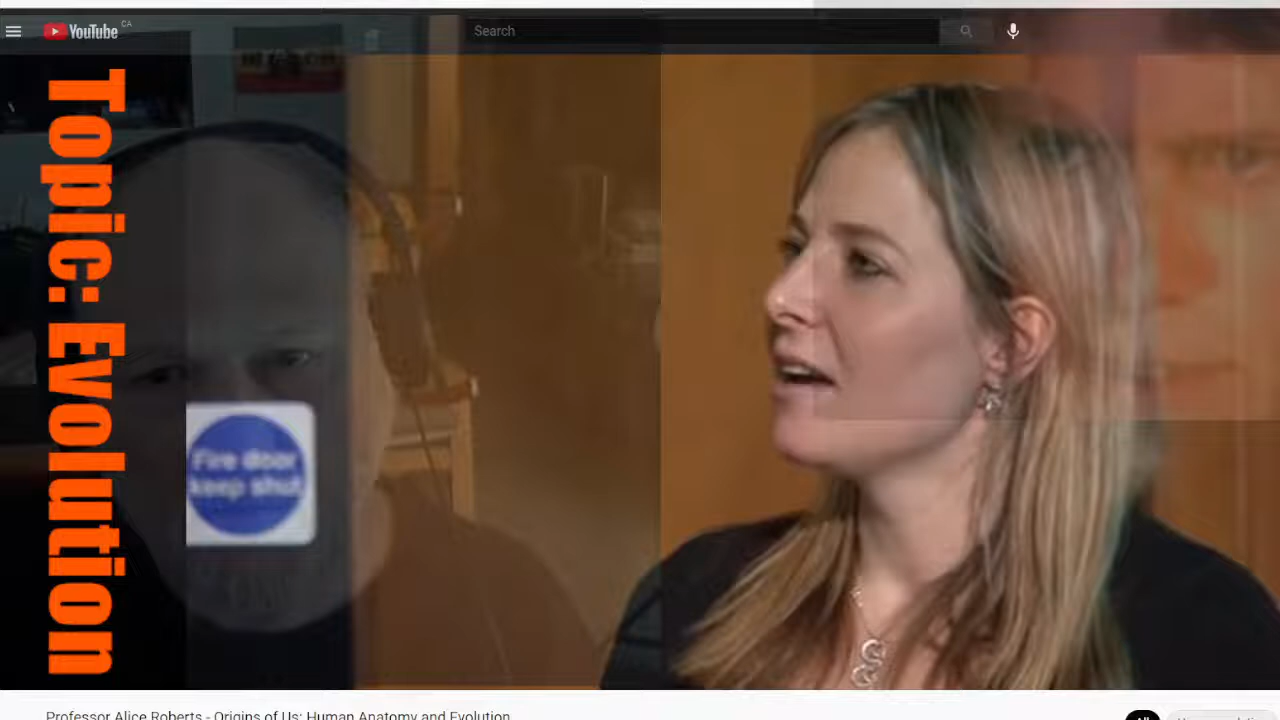 YouTube CA
Search
Topic: Evolution
Fire door
keep shut
Professor Alice Roberts - Origins of Us: Human Anatomy and Evolution
All